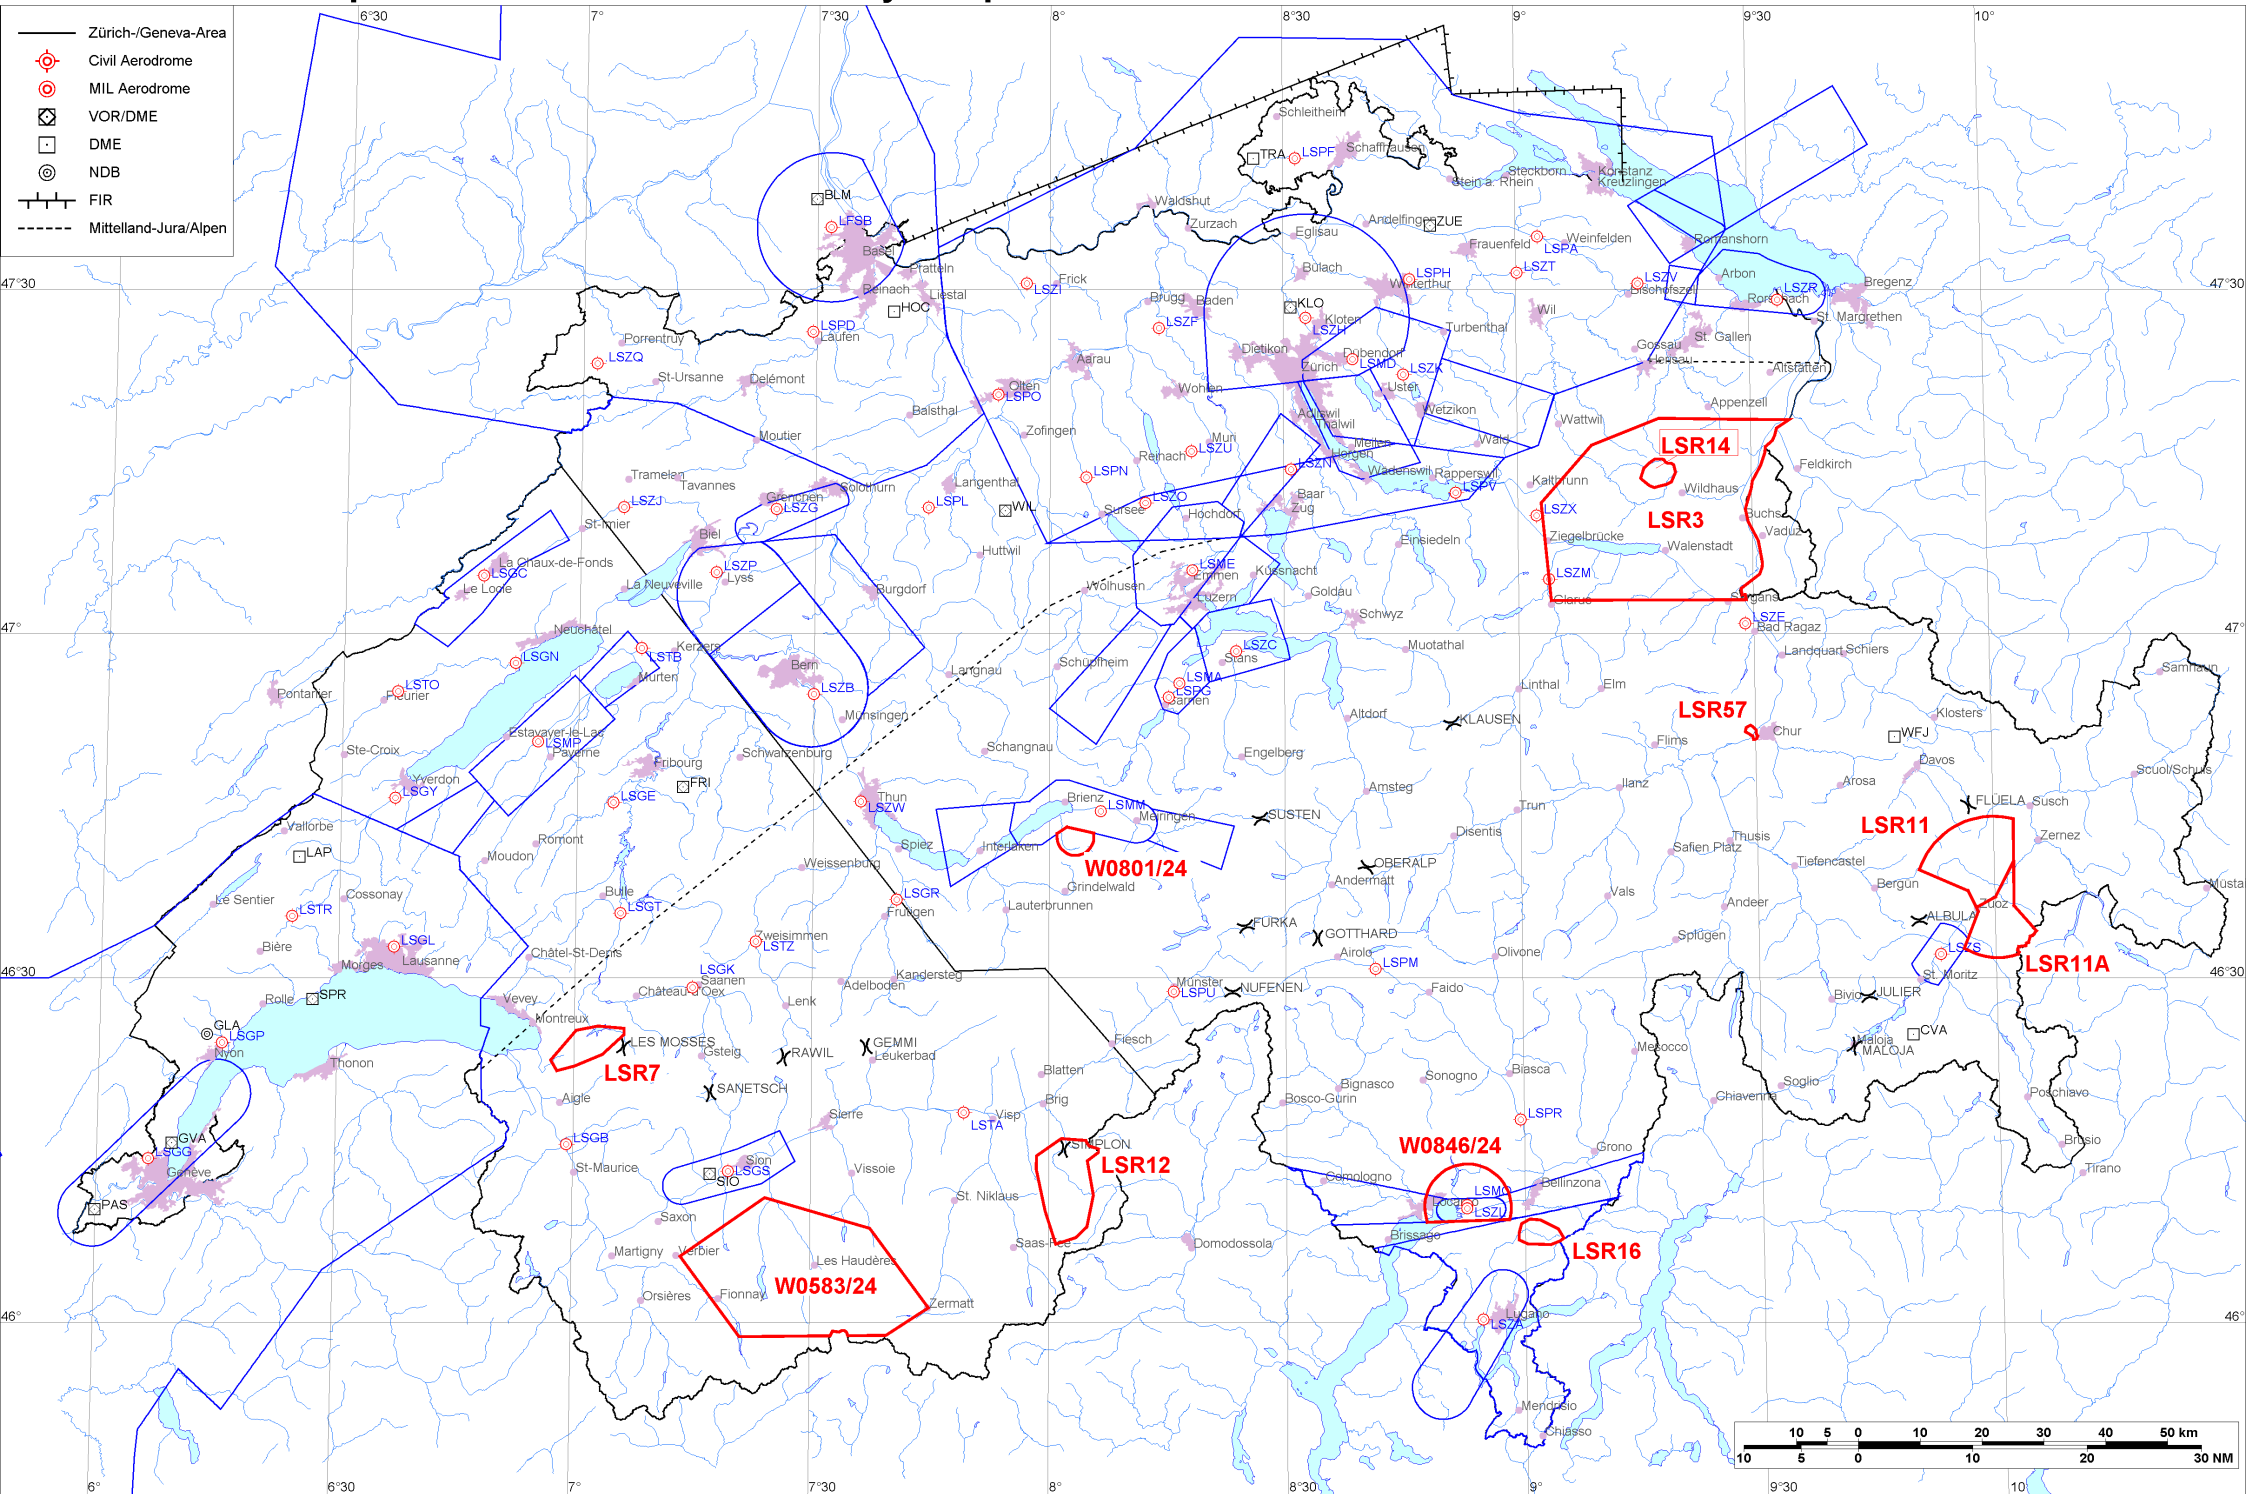 6°30
7°
7°30
8°
8°30
9°
9°30
10°
Zürich-/Geneva-Area
Civil Aerodrome
MIL Aerodrome
VOR/DME
DME
NDB
FIR
Mittelland-Jura/Alpen
Schleitheim
TRA
LSPF
Schaffhausen
Steckborn
Stein a. Rhein
Konstanz
Kreuzlingen
BLM
Waldshut
LFSB
Zurzach
Eglisau
Andelfingen
ZUE
LSPA
Weinfelden
Romanshorn
Basel
Frauenfeld
Pratteln
Bülach
LSPH
LSZT
Arbon
47°30
Reinach
Liestal
LSZI
Frick
Winterthur
LSZV
Bischofszell
LSZR
Bregenz
47°30
HOC
Brugg
Baden
KLO
Kloten
Wil
Rorschach
St. Margrethen
LSPD
Laufen
LSZF
LSZH
Turbenthal
St. Gallen
Porrentruy
Dietikon
Dübendorf
LSMD
Gossau
Herisau
LSZQ
Aarau
Zürich
LSZK
Altstätten
St-Ursanne
Delémont
Olten
LSPO
Wohlen
Uster
Balsthal
Adliswil
Thalwil
Wetzikon
Appenzell
Wattwil
Moutier
Zofingen
Muri
LSZU
Meilen
Horgen
Wald
LSR14
Tramelan
Tavannes
LSPN
Reinach
LSZN
Wädenswil
Rapperswil
Feldkirch
Grenchen
Solothurn
Langenthal
LSPV
Kaltbrunn
Wildhaus
LSZJ
LSZG
LSPL
WIL
Sursee
LSZO
Hochdorf
Baar
Zug
LSZX
LSR3
Buchs
St-Imier
Biel
Einsiedeln
Ziegelbrücke
Walenstadt
Vaduz
La Chaux-de-Fonds
LSGC
Le Locle
LSZP
Lyss
Huttwil
LSME
Emmen
Küssnacht
LSZM
La Neuveville
Burgdorf
Wolhusen
Luzern
Goldau
Glarus
Sargans
Schwyz
LSZE
47°
Neuchâtel
Bad Ragaz
47°
LSGN
LSTB
Kerzers
LSZC
Stans
Muotathal
Landquart
Schiers
Bern
Langnau
Schüpfheim
Samnaun
Pontarlier
LSTO
Fleurier
Murten
LSZB
LSMA
LSPG
Sarnen
Linthal
Elm
Münsingen
Altdorf
KLAUSEN
LSR57
Klosters
Estavayer-le-Lac
LSMP
Payerne
Ste-Croix
Schwarzenburg
Schangnau
Engelberg
Flims
Chur
WFJ
Fribourg
FRI
Davos
Yverdon
LSGY
LSGE
Thun
LSZW
Brienz
LSMM
Meiringen
Amsteg
Trun
Ilanz
Arosa
Scuol/Schuls
FLÜELA
Susch
Vallorbe
Romont
SUSTEN
LSR11
LAP
Moudon
Weissenburg
Spiez
Interlaken
W0801/24
Disentis
Thusis
Safien Platz
Zernez
OBERALP
Tiefencastel
Le Sentier
Cossonay
Bulle
LSGR
Grindelwald
Andermatt
Vals
Bergün
LSTR
LSGT
Frutigen
Lauterbrunnen
Andeer
Zuoz
FURKA
ALBULA
Bière
LSGL
Zweisimmen
LSTZ
GOTTHARD
Splügen
LSZS
Morges
Lausanne
Châtel-St-Denis
Airolo
Olivone
LSR11A
46°30
LSGK
Saanen
Kandersteg
LSPM
St. Moritz
46°30
Rolle
SPR
Vevey
Château-d'Oex
Adelboden
Münster
LSPU
NUFENEN
Faido
Bivio
JULIER
Lenk
Montreux
GLA
LSGP
Nyon
LES MOSSES
GEMMI
Fiesch
CVA
Maloja
MALOJA
Thonon
LSR7
Gsteig
RAWIL
Leukerbad
Mesocco
Blatten
Sonogno
Biasca
SANETSCH
Bignasco
Soglio
Aigle
Brig
Bosco-Gurin
Chiavenna
Poschiavo
Sierre
LSTA
Visp
LSPR
GVA
LSGB
SIMPLON
W0846/24
Grono
Brusio
LSGG
Genève
St-Maurice
Sion
LSGS
SIO
Vissoie
LSR12
Comologno
Bellinzona
Tirano
PAS
St. Niklaus
LSMO
LSZL
Saxon
Martigny
Verbier
Les Haudères
Saas-Fee
Domodossola
Brissago
LSR16
W0583/24
Orsières
Fionnay
Zermatt
46°
Lugano
LSZA
46°
Mendrisio
Chiasso
10 5 0 10 20 30 40 50 km
10 5 0 10 20 30 NM
6°
6°30
7°
7°30
8°
8°30
9°
9°30